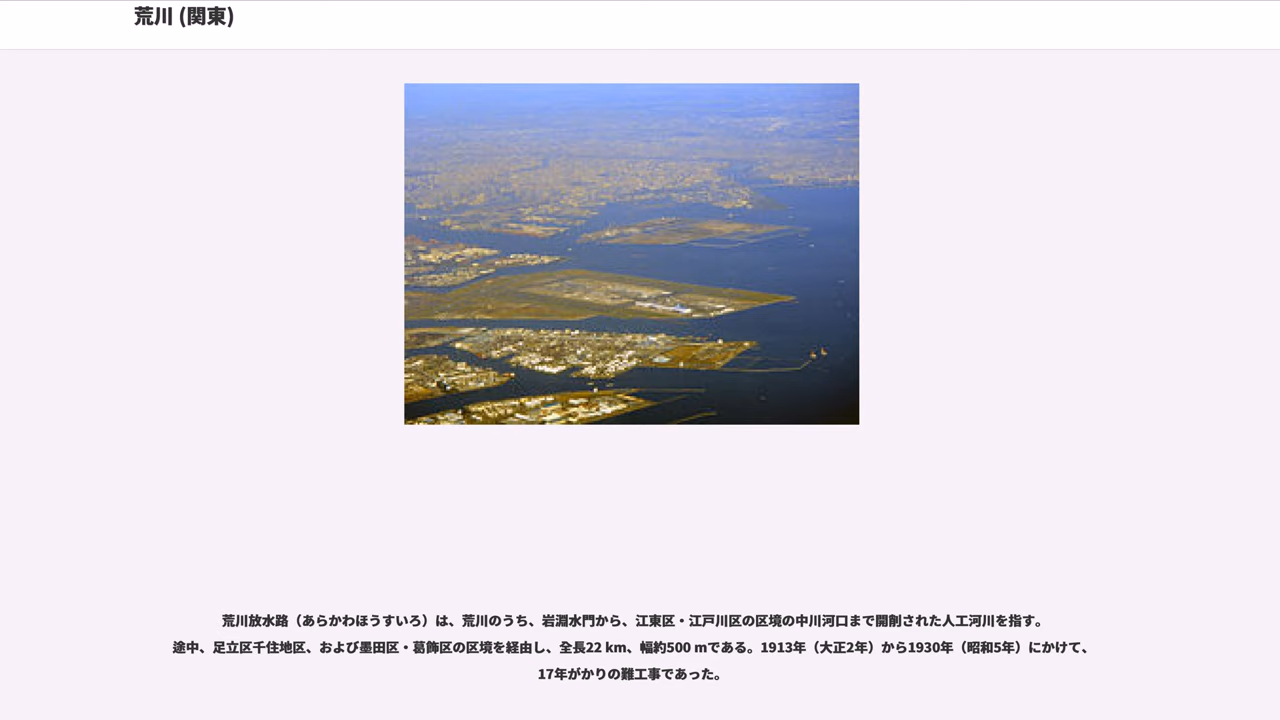 荒川 (関東)
荒川放水路（あらかわほうすいろ）は、荒川のうち、岩淵水門から、江東区・江戸川区の区境の中川河口まで開削された人工河川を指す。
途中、足立区千住地区、および墨田区・葛飾区の区境を経由し、全長22 km、幅約500 mである。1913年（大正2年）から1930年（昭和5年）にかけて、
17年がかりの難工事であった。